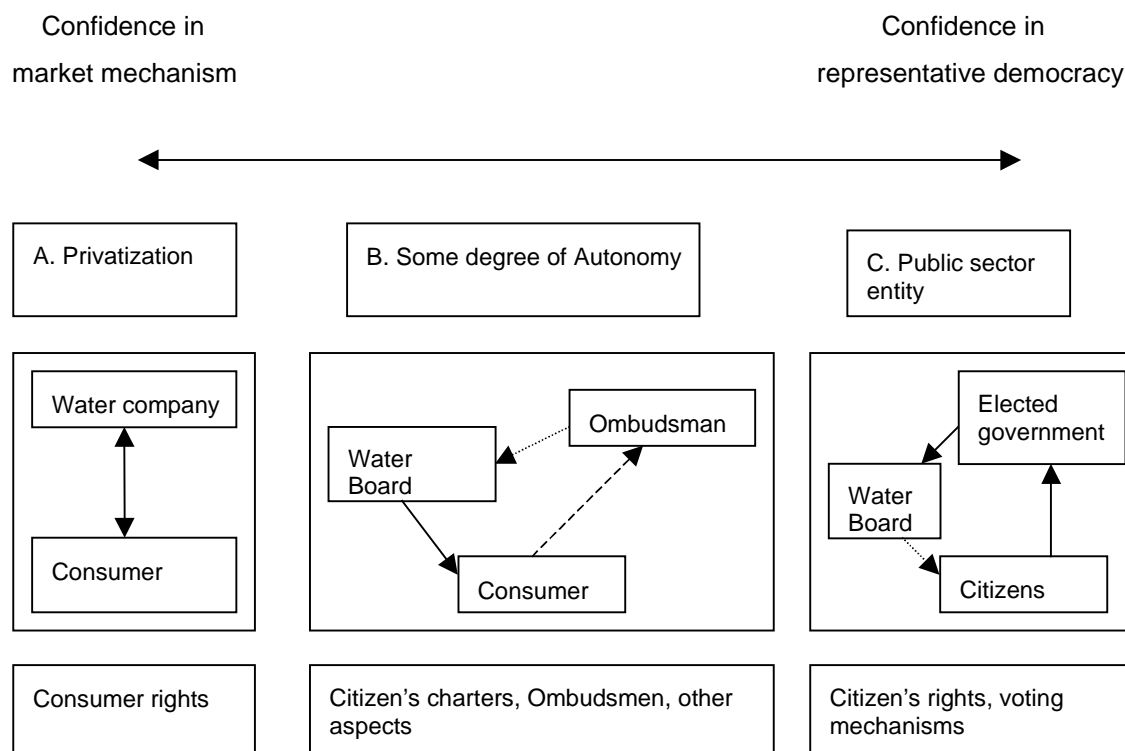 Confidence in
market mechanism
Confidence in
representative democracy
A. Privatization
B. Some degree of Autonomy
C. Public sector
entity
Water company
Consumer
Ombudsman
Water
Board
Consumer
Elected
government
Water
Board
Citizens
Consumer rights
Citizen's charters, Ombudsmen, other
aspects
Citizen's rights, voting
mechanisms